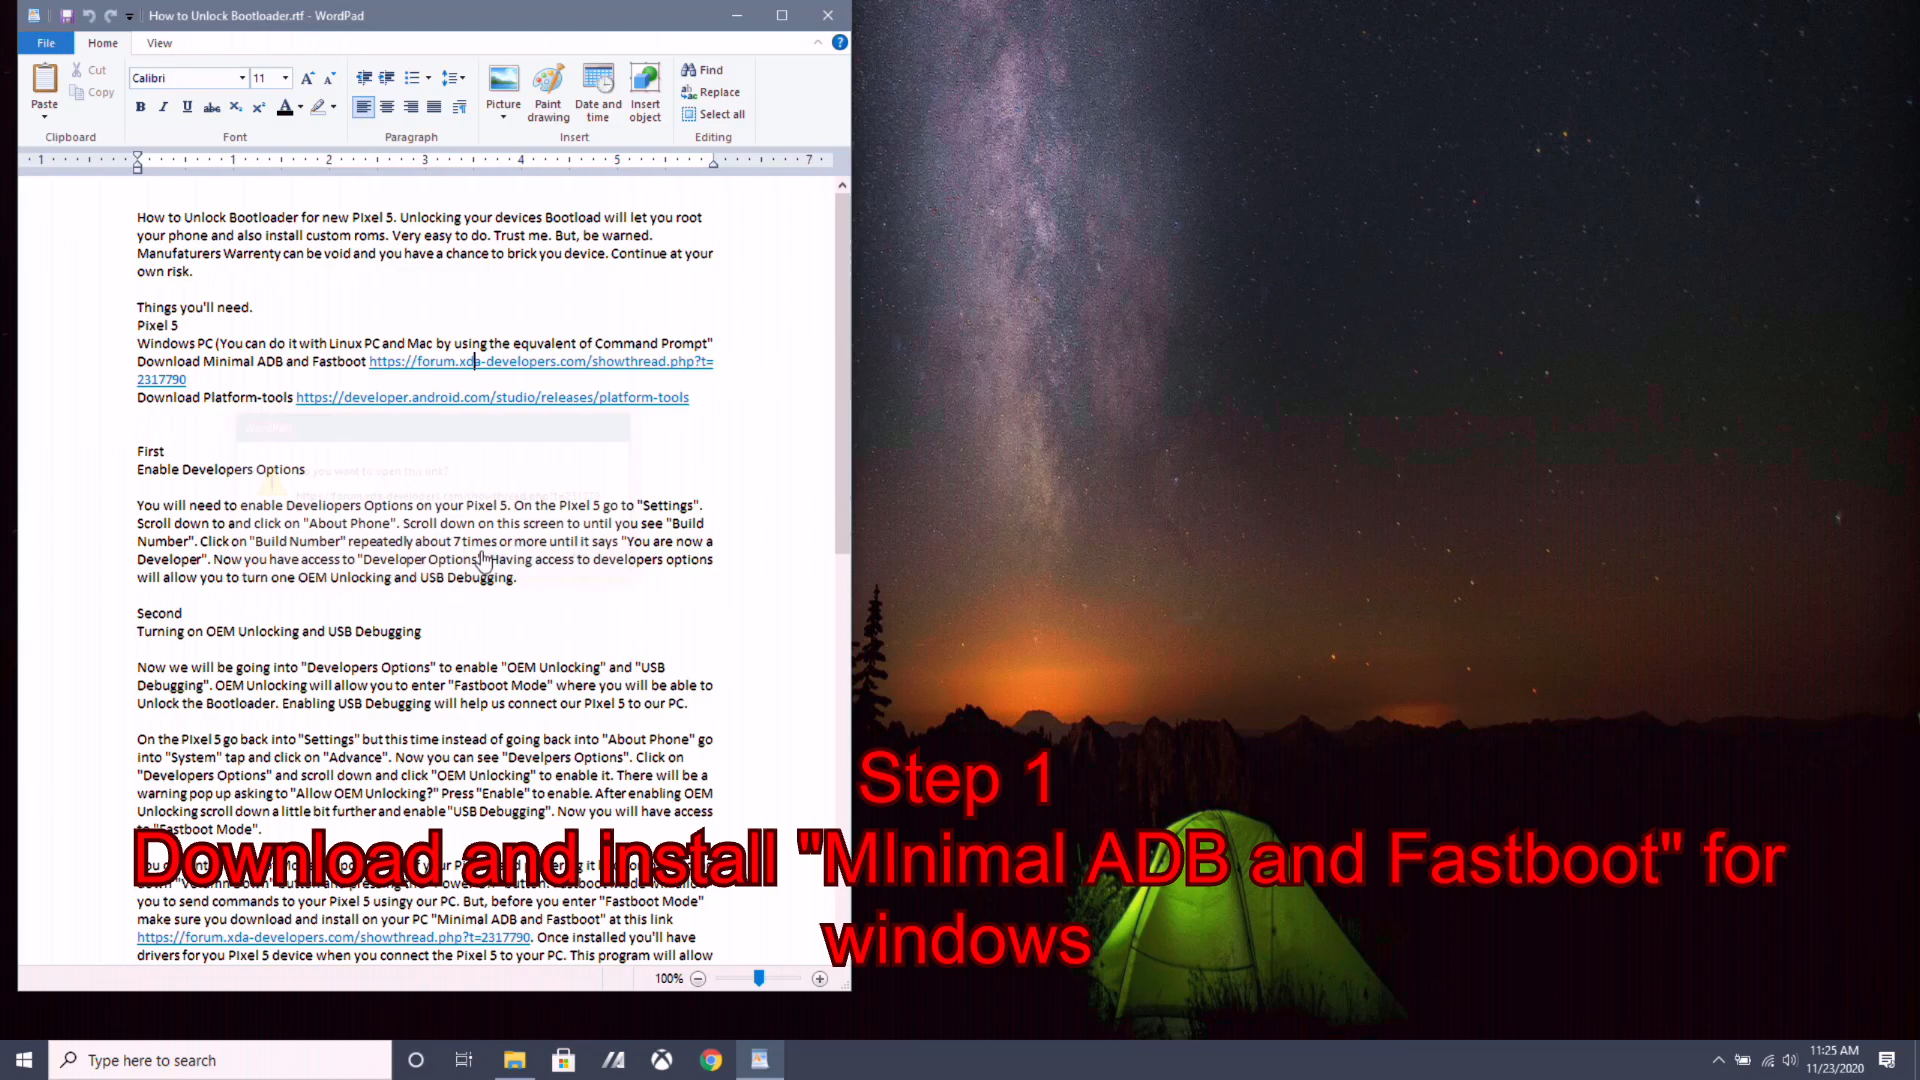 How to Unlock Bootloader.rtf - WordPad
File
Home
View
Paste
Cut
Copy
Clipboard
Calibri
11
B I U abc X₂ X²
A
Font
Paragraph
Picture
Paint drawing
Date and time
Insert object
Insert
Find
Replace
Select all
Editing
1 1 2 3 4 5 7
How to Unlock Bootloader for new PIxel 5. Unlocking your devices Bootload will let you root
your phone and also install custom roms. Very easy to do. Trust me. But, be warned.
Manufaturers Warrenty can be void and you have a chance to brick you device. Continue at your
own risk.
Things you'll need.
Pixel 5
Windows PC (You can do it with Linux PC and Mac by using the equvalent of Command Prompt"
Download Minimal ADB and Fastboot https://forum.xda-developers.com/showthread.php?t=
2317790
Download Platform-tools https://developer.android.com/studio/releases/platform-tools
WordPad
First
Enable Developers Options
you want to open this link?
You will need to enable Develiopers Options on your Pixel 5. On the PIxel 5 go to "Settings".
Scroll down to and click on "About Phone". Scroll down on this screen to until you see "Build
Number". Click on "Build Number" repeatedly about 7 times or more until it says "You are now a
Developer". Now you have access to "Developer Options. Having access to developers options
will allow you to turn one OEM Unlocking and USB Debugging.
Second
Turning on OEM Unlocking and USB Debugging
Now we will be going into "Developers Options" to enable "OEM Unlocking" and "USB
Debugging". OEM Unlocking will allow you to enter "Fastboot Mode" where you will be able to
Unlock the Bootloader. Enabling USB Debugging will help us connect our PIxel 5 to our PC.
On the PIxel 5 go back into "Settings" but this time instead of going back into "About Phone" go
into "System" tap and click on "Advance". Now you can see "Develpers Options". Click on
"Developers Options" and scroll down and click "OEM Unlocking" to enable it. There will be a
warning pop up asking to "Allow OEM Unlocking?" Press "Enable" to enable. After enabling OEM
Unlocking scroll down a little bit further and enable "USB Debugging". Now you will have access
to "Fastboot Mode".
you to send commands to your Pixel 5 usingy our PC. But, before you enter "Fastboot Mode"
make sure you download and install on your PC "Minimal ADB and Fastboot" at this link
https://forum.xda-developers.com/showthread.php?t=2317790. Once installed you'll have
drivers for you PIxel 5 device when you connect the Pixel 5 to your PC. This program will allow
100%
Step 1
Download and install "MInimal ADB and Fastboot" for
windows
Type here to search
11:25 AM
11/23/2020